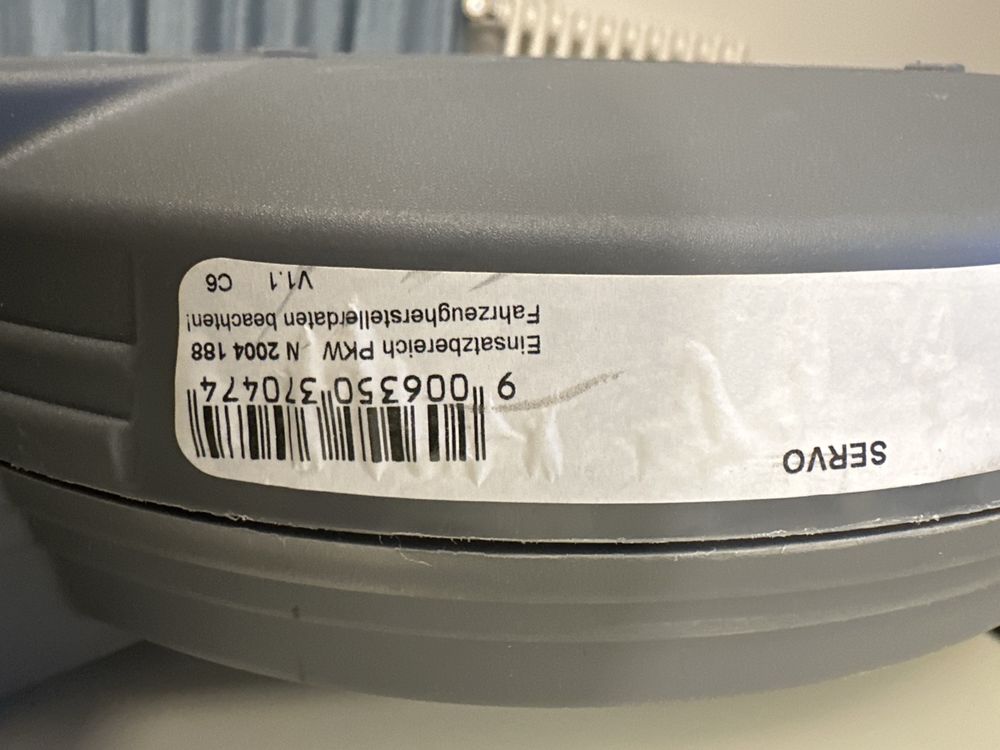 SERVO
9 006350 370474
Einsatzbereich PKW N 2004 188
Fahrzeugherstellerdaten beachten!
V1.1 C6